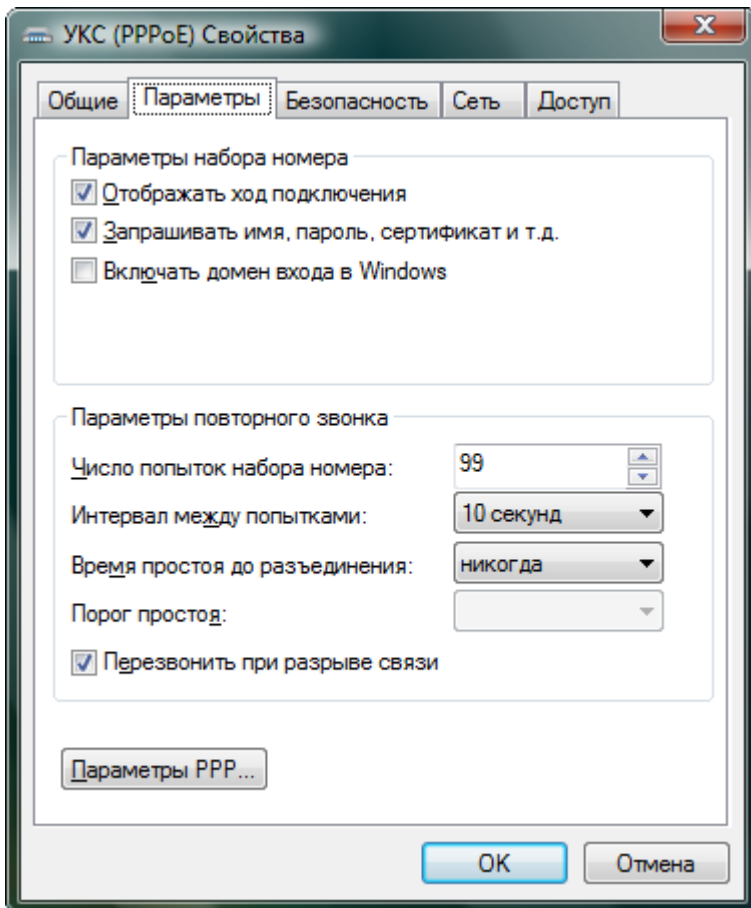 УКС (PPPoE) Свойства
Общие Параметры Безопасность Сеть Доступ
Параметры набора номера
Отображать ход подключения
Запрашивать имя, пароль, сертификат и т.д.
Включать домен входа в Windows
Параметры повторного звонка
Число попыток набора номера: 99
Интервал между попытками: 10 секунд
Время простоя до разъединения: никогда
Порог простоя:
Перезвонить при разрыве связи
Параметры PPP...
OK Отмена